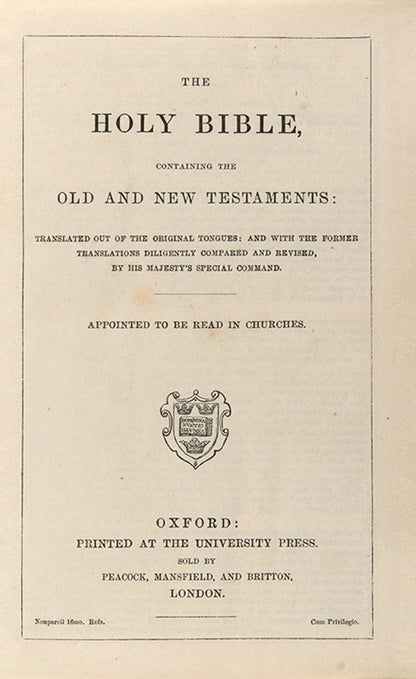 THE
HOLY BIBLE,
CONTAINING THE
OLD AND NEW TESTAMENTS:
TRANSLATED OUT OF THE ORIGINAL TONGUES: AND WITH THE FORMER
TRANSLATIONS DILIGENTLY COMPARED AND REVISED,
BY HIS MAJESTY'S SPECIAL COMMAND.
APPOINTED TO BE READ IN CHURCHES.
OXFORD:
PRINTED AT THE UNIVERSITY PRESS.
SOLD BY
PEACOCK, MANSFIELD, AND BRITTON,
LONDON.
Nonpareil 16mo. Refs. Cum Privilegio.